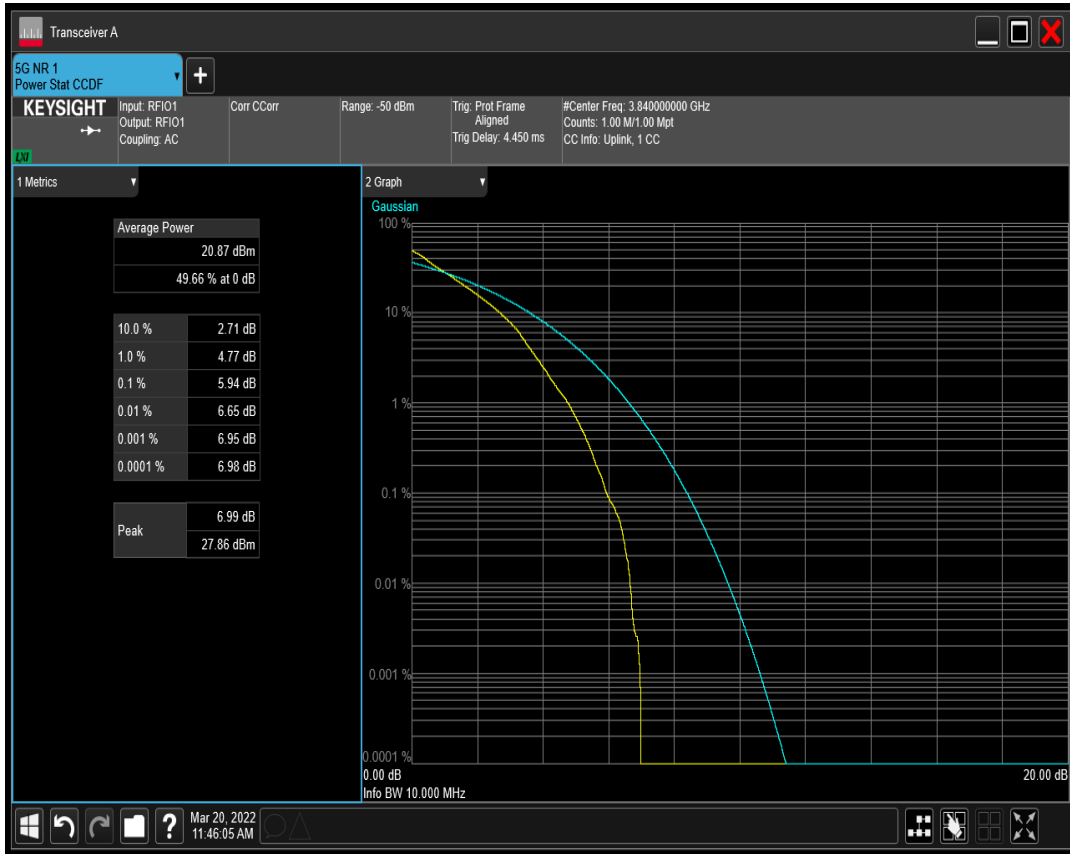 Transceiver A
5G NR 1
Power Stat CCDF
+
KEYSIGHT
LXI
Input: RFIO1
Output: RFIO1
Coupling: AC
Corr CCorr
Range: -50 dBm
Trig: Prot Frame
Aligned
Trig Delay: 4.450 ms
#Center Freq: 3.840000000 GHz
Counts: 1.00 M/1.00 Mpt
CC Info: Uplink, 1 CC
1 Metrics
Average Power
20.87 dBm
49.66 % at 0 dB
10.0 % 2.71 dB
1.0 % 4.77 dB
0.1 % 5.94 dB
0.01 % 6.65 dB
0.001 % 6.95 dB
0.0001 % 6.98 dB
Peak 6.99 dB
27.86 dBm
2 Graph
Gaussian
100 %
10 %
1 %
0.1 %
0.01 %
0.001 %
0.0001 %
0.00 dB 20.00 dB
Info BW 10.000 MHz
?
Mar 20, 2022
11:46:05 AM